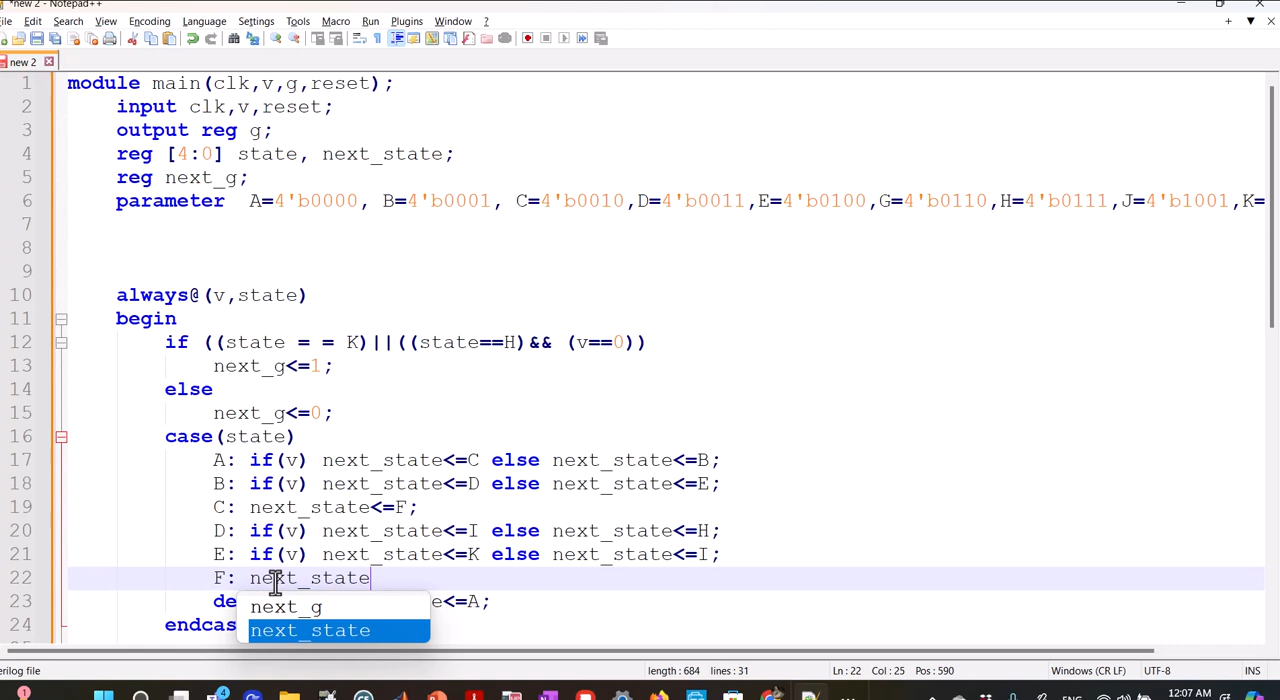 *new 2 - Notepad++
File Edit Search View Encoding Language Settings Tools Macro Run Plugins Window ?
new 2
1 module main(clk,v,g,reset);
2 input clk,v,reset;
3 output reg g;
4 reg [4:0] state, next_state;
5 reg next_g;
6 parameter A=4'b0000, B=4'b0001, C=4'b0010,D=4'b0011,E=4'b0100,G=4'b0110,H=4'b0111,J=4'b1001,K=
7
8
9
10 always@(v,state)
11 begin
12 if ((state = = K)||((state==H)&& (v==0))
13 next_g<=1;
14 else
15 next_g<=0;
16 case(state)
17 A: if(v) next_state<=C else next_state<=B;
18 B: if(v) next_state<=D else next_state<=E;
19 C: next_state<=F;
20 D: if(v) next_state<=I else next_state<=H;
21 E: if(v) next_state<=K else next_state<=I;
22 F: next_state
23 de e<=A;
next_g
24 endcas
next_state
erilog file length : 684 lines : 31 Ln : 22 Col : 25 Pos : 590 Windows (CR LF) UTF-8 INS
1 4 ENG 12:07 AM